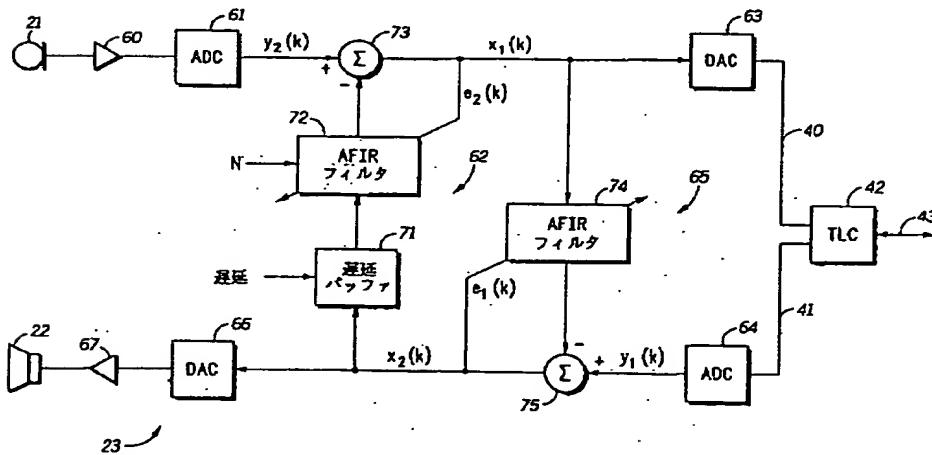 21
60
61
ADC
y₂(k)
+
-
Σ
73
x₁(k)
e₂(k)
63
DAC
40
72
AFIR
フィルタ
N
62
74
AFIR
フィルタ
65
42
TLC
43
遅延
71
遅延
バッファ
e₁(k)
41
22
67
66
DAC
x₂(k)
-
+
Σ
75
y₁(k)
64
ADC
23